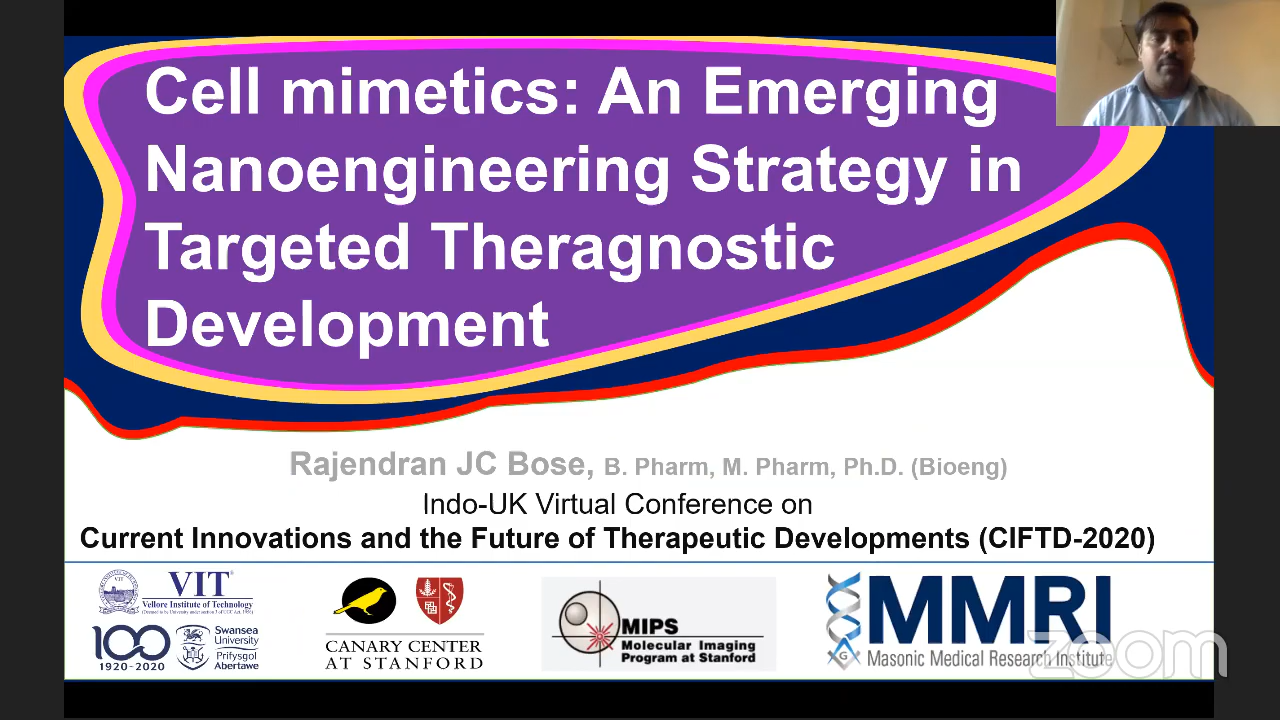 Cell mimetics: An Emerging
Nanoengineering Strategy in
Targeted Theragnostic
Development
Rajendran JC Bose, B. Pharm, M. Pharm, Ph.D. (Bioeng)
Indo-UK Virtual Conference on
Current Innovations and the Future of Therapeutic Developments (CIFTD-2020)
VIT
Vellore Institute of Technology
100
1920-2020
Swansea
University
Prifysgol
Abertawe
CANARY CENTER
AT STANFORD
MIPS
Molecular Imaging
Program at Stanford
MMRI
G
Masonic Medical Research Institute
zoom